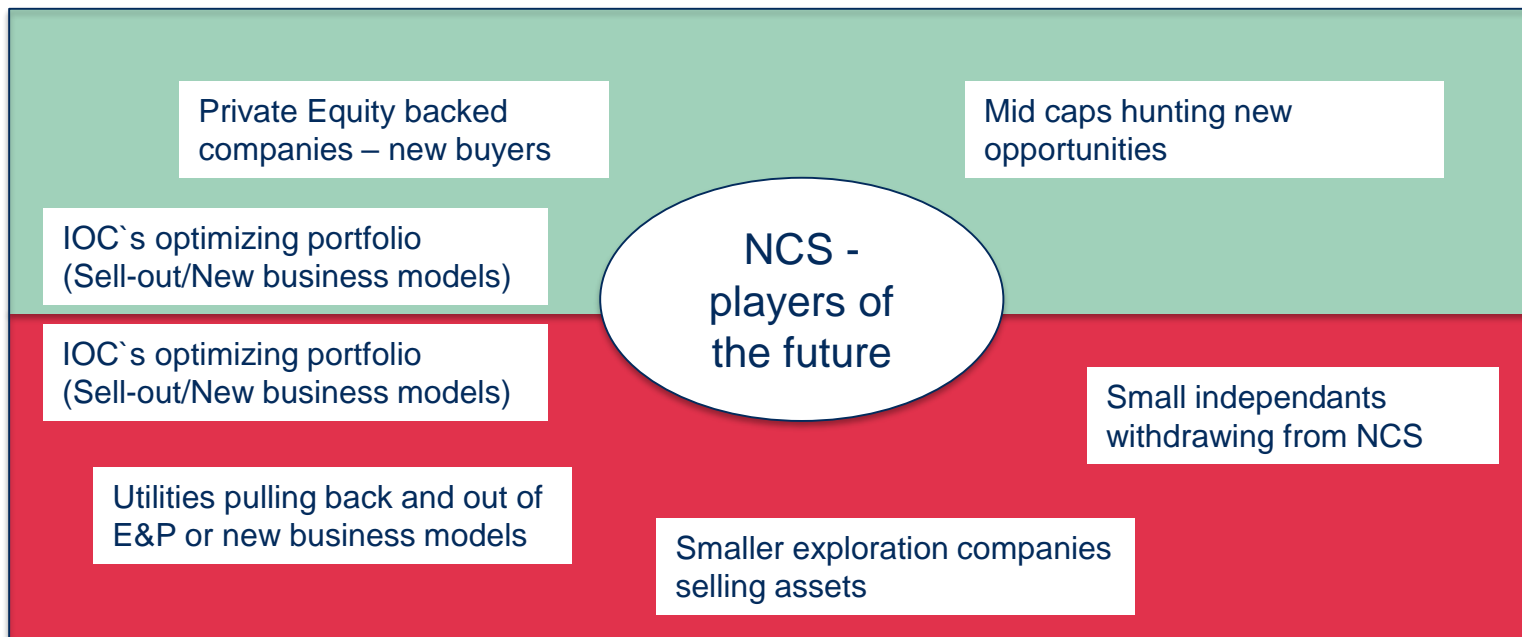 Private Equity backed
companies – new buyers
Mid caps hunting new
opportunities
IOC`s optimizing portfolio
(Sell-out/New business models)
NCS -
players of
the future
IOC`s optimizing portfolio
(Sell-out/New business models)
Small independants
withdrawing from NCS
Utilities pulling back and out of
E&P or new business models
Smaller exploration companies
selling assets